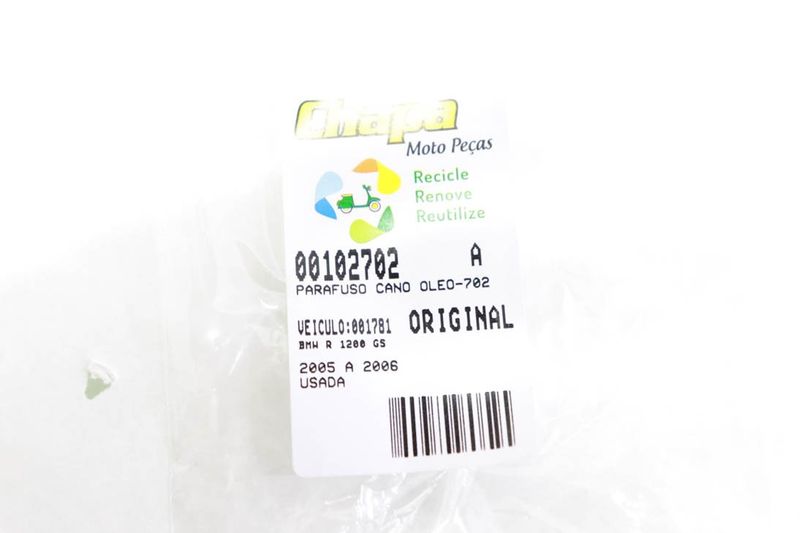 Chapa
Moto Peças
Recicle
Renove
Reutilize
00102702 A
PARAFUSO CANO OLEO-702
VEICULO:001781 ORIGINAL
BMW R 1200 GS
2005 A 2006
USADA